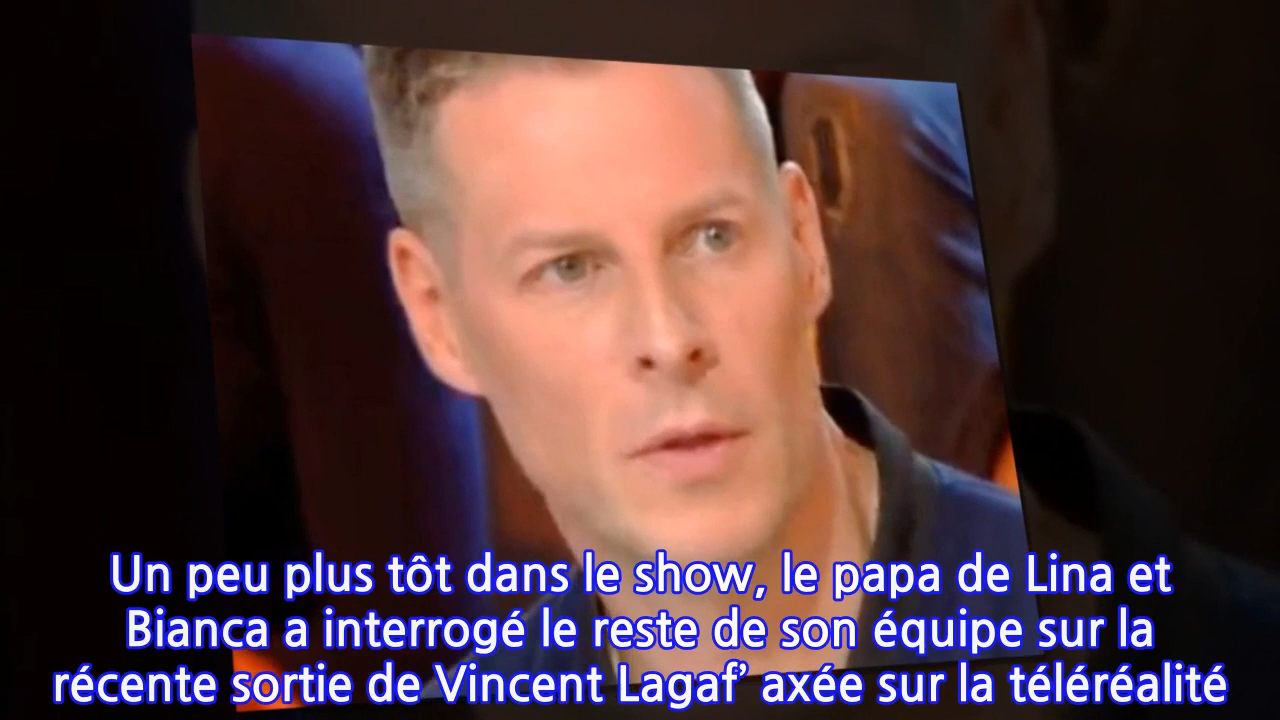 Un peu plus tôt dans le show, le papa de Lina et
Bianca a interrogé le reste de son équipe sur la
récente sortie de Vincent Lagaf’ axée sur la téléréalité